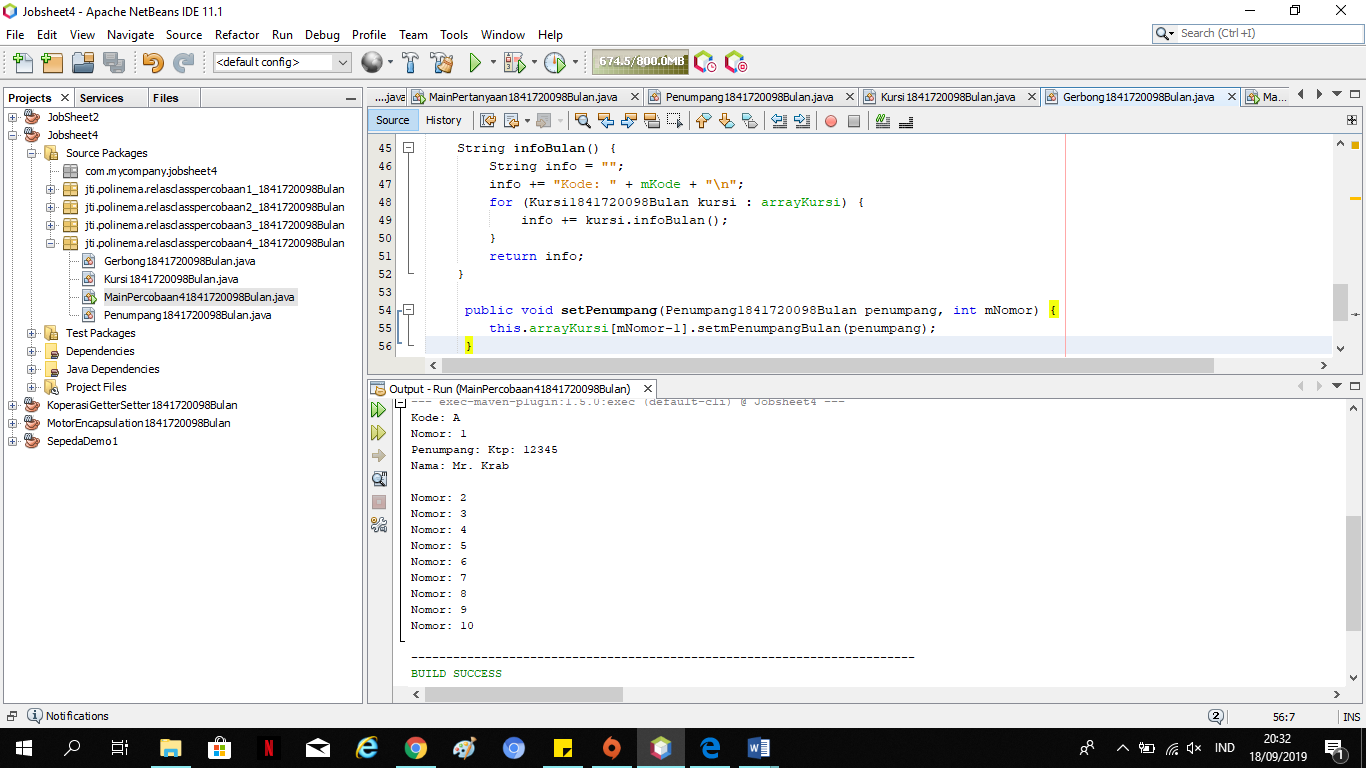 Jobsheet4 - Apache NetBeans IDE 11.1
File Edit View Navigate Source Refactor Run Debug Profile Team Tools Window Help
Search (Ctrl+I)
<default config>
674.5/800.0MB
Projects Services Files
JobSheet2
Jobsheet4
Source Packages
com.mycompany.jobsheet4
jti.polinema.relasclasspercobaan1_1841720098Bulan
jti.polinema.relasclasspercobaan2_1841720098Bulan
jti.polinema.relasclasspercobaan3_1841720098Bulan
jti.polinema.relasclasspercobaan4_1841720098Bulan
Gerbong1841720098Bulan.java
Kursi1841720098Bulan.java
MainPercobaan41841720098Bulan.java
Penumpang1841720098Bulan.java
Test Packages
Dependencies
Java Dependencies
Project Files
KoperasiGetterSetter1841720098Bulan
MotorEncapsulation1841720098Bulan
SepedaDemo1
....java MainPertanyaan1841720098Bulan.java Penumpang1841720098Bulan.java Kursi1841720098Bulan.java Gerbong1841720098Bulan.java Ma...
Source History
45 String infoBulan() {
46 String info = "";
47 info += "Kode: " + mKode + "\n";
48 for (Kursi1841720098Bulan kursi : arrayKursi) {
49 info += kursi.infoBulan();
50 }
51 return info;
52 }
53
54 public void setPenumpang(Penumpang1841720098Bulan penumpang, int mNomor) {
55 this.arrayKursi[mNomor-1].setmPenumpangBulan(penumpang);
56 }
Output - Run (MainPercobaan41841720098Bulan)
--- exec-maven-plugin:1.5.0:exec (default-cli) @ Jobsheet4 ---
Kode: A
Nomor: 1
Penumpang: Ktp: 12345
Nama: Mr. Krab
Nomor: 2
Nomor: 3
Nomor: 4
Nomor: 5
Nomor: 6
Nomor: 7
Nomor: 8
Nomor: 9
Nomor: 10
------------------------------------------------------------------------
BUILD SUCCESS
Notifications
2
56:7
INS
IND
20:32
18/09/2019
1